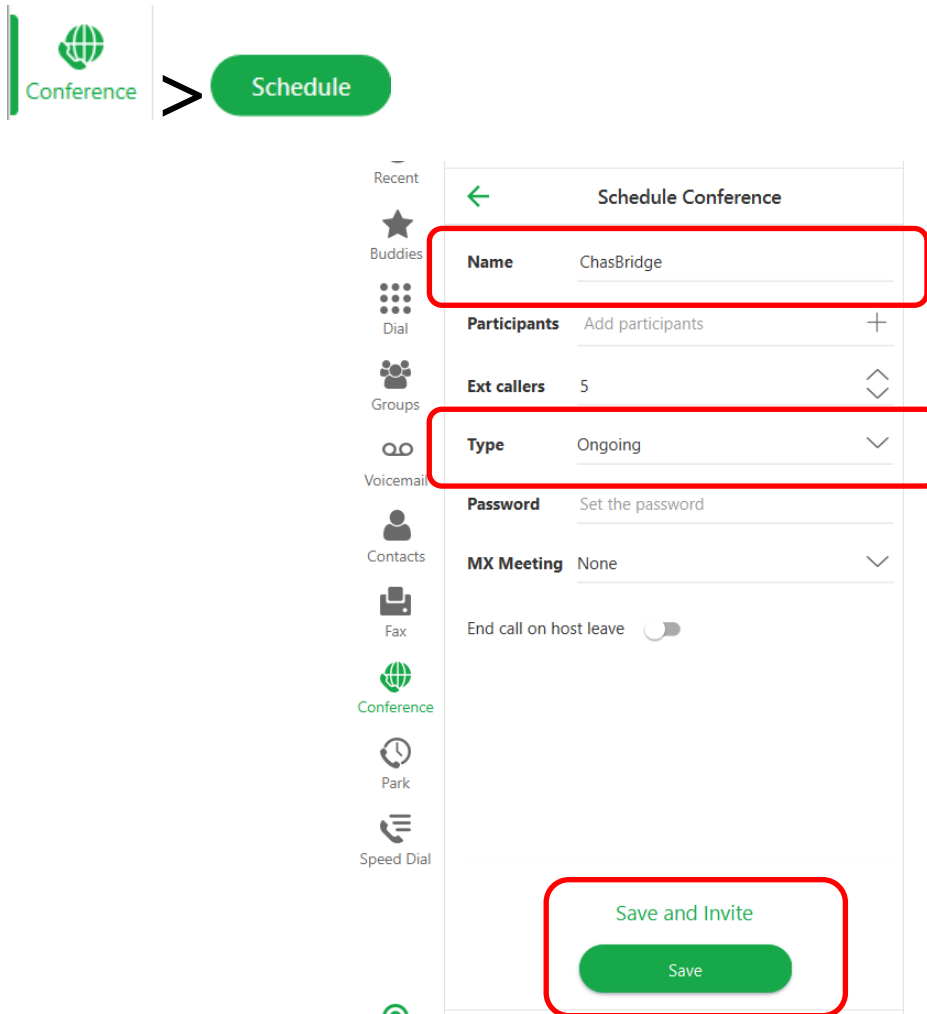 Conference > Schedule
Recent
Schedule Conference
Buddies
Name ChasBridge
Dial
Participants Add participants
Groups
Ext callers 5
Voicemail
Type Ongoing
Password Set the password
Contacts
MX Meeting None
Fax
End call on host leave
Conference
Park
Speed Dial
Save and Invite
Save